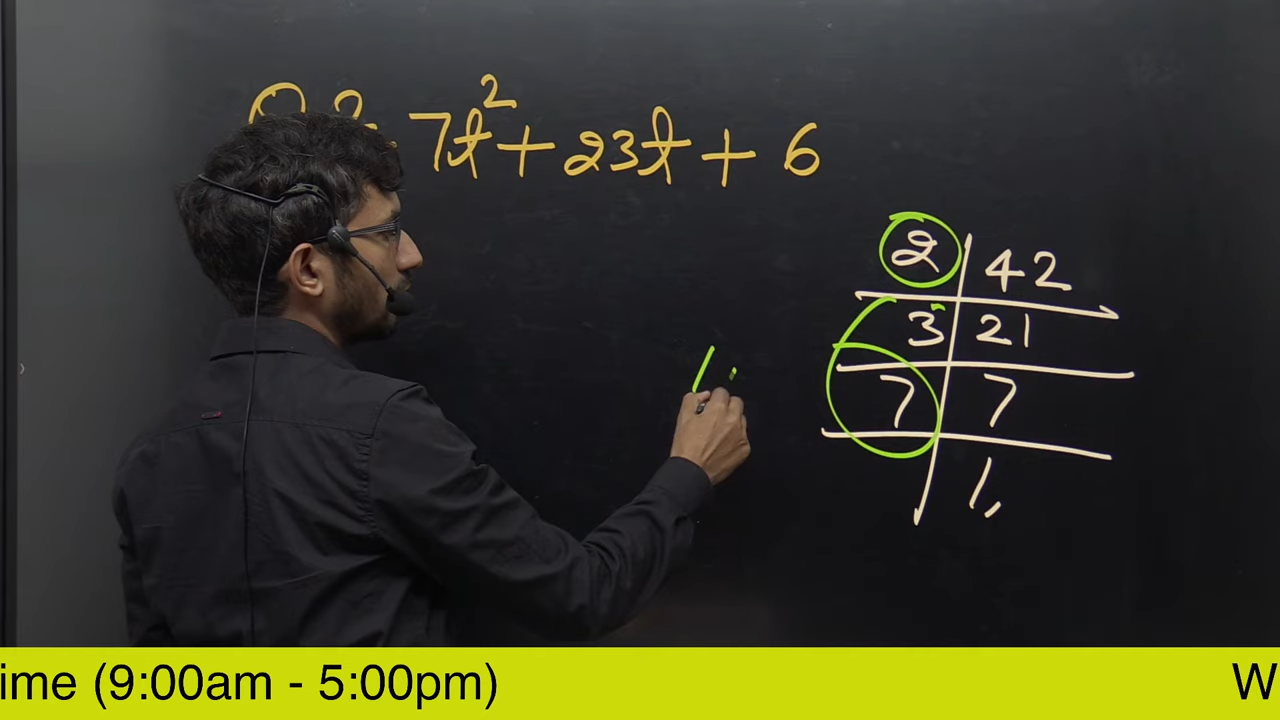 7t² + 23t + 6
2 | 42
3 | 21
7 | 7
1,
ime (9:00am - 5:00pm) W